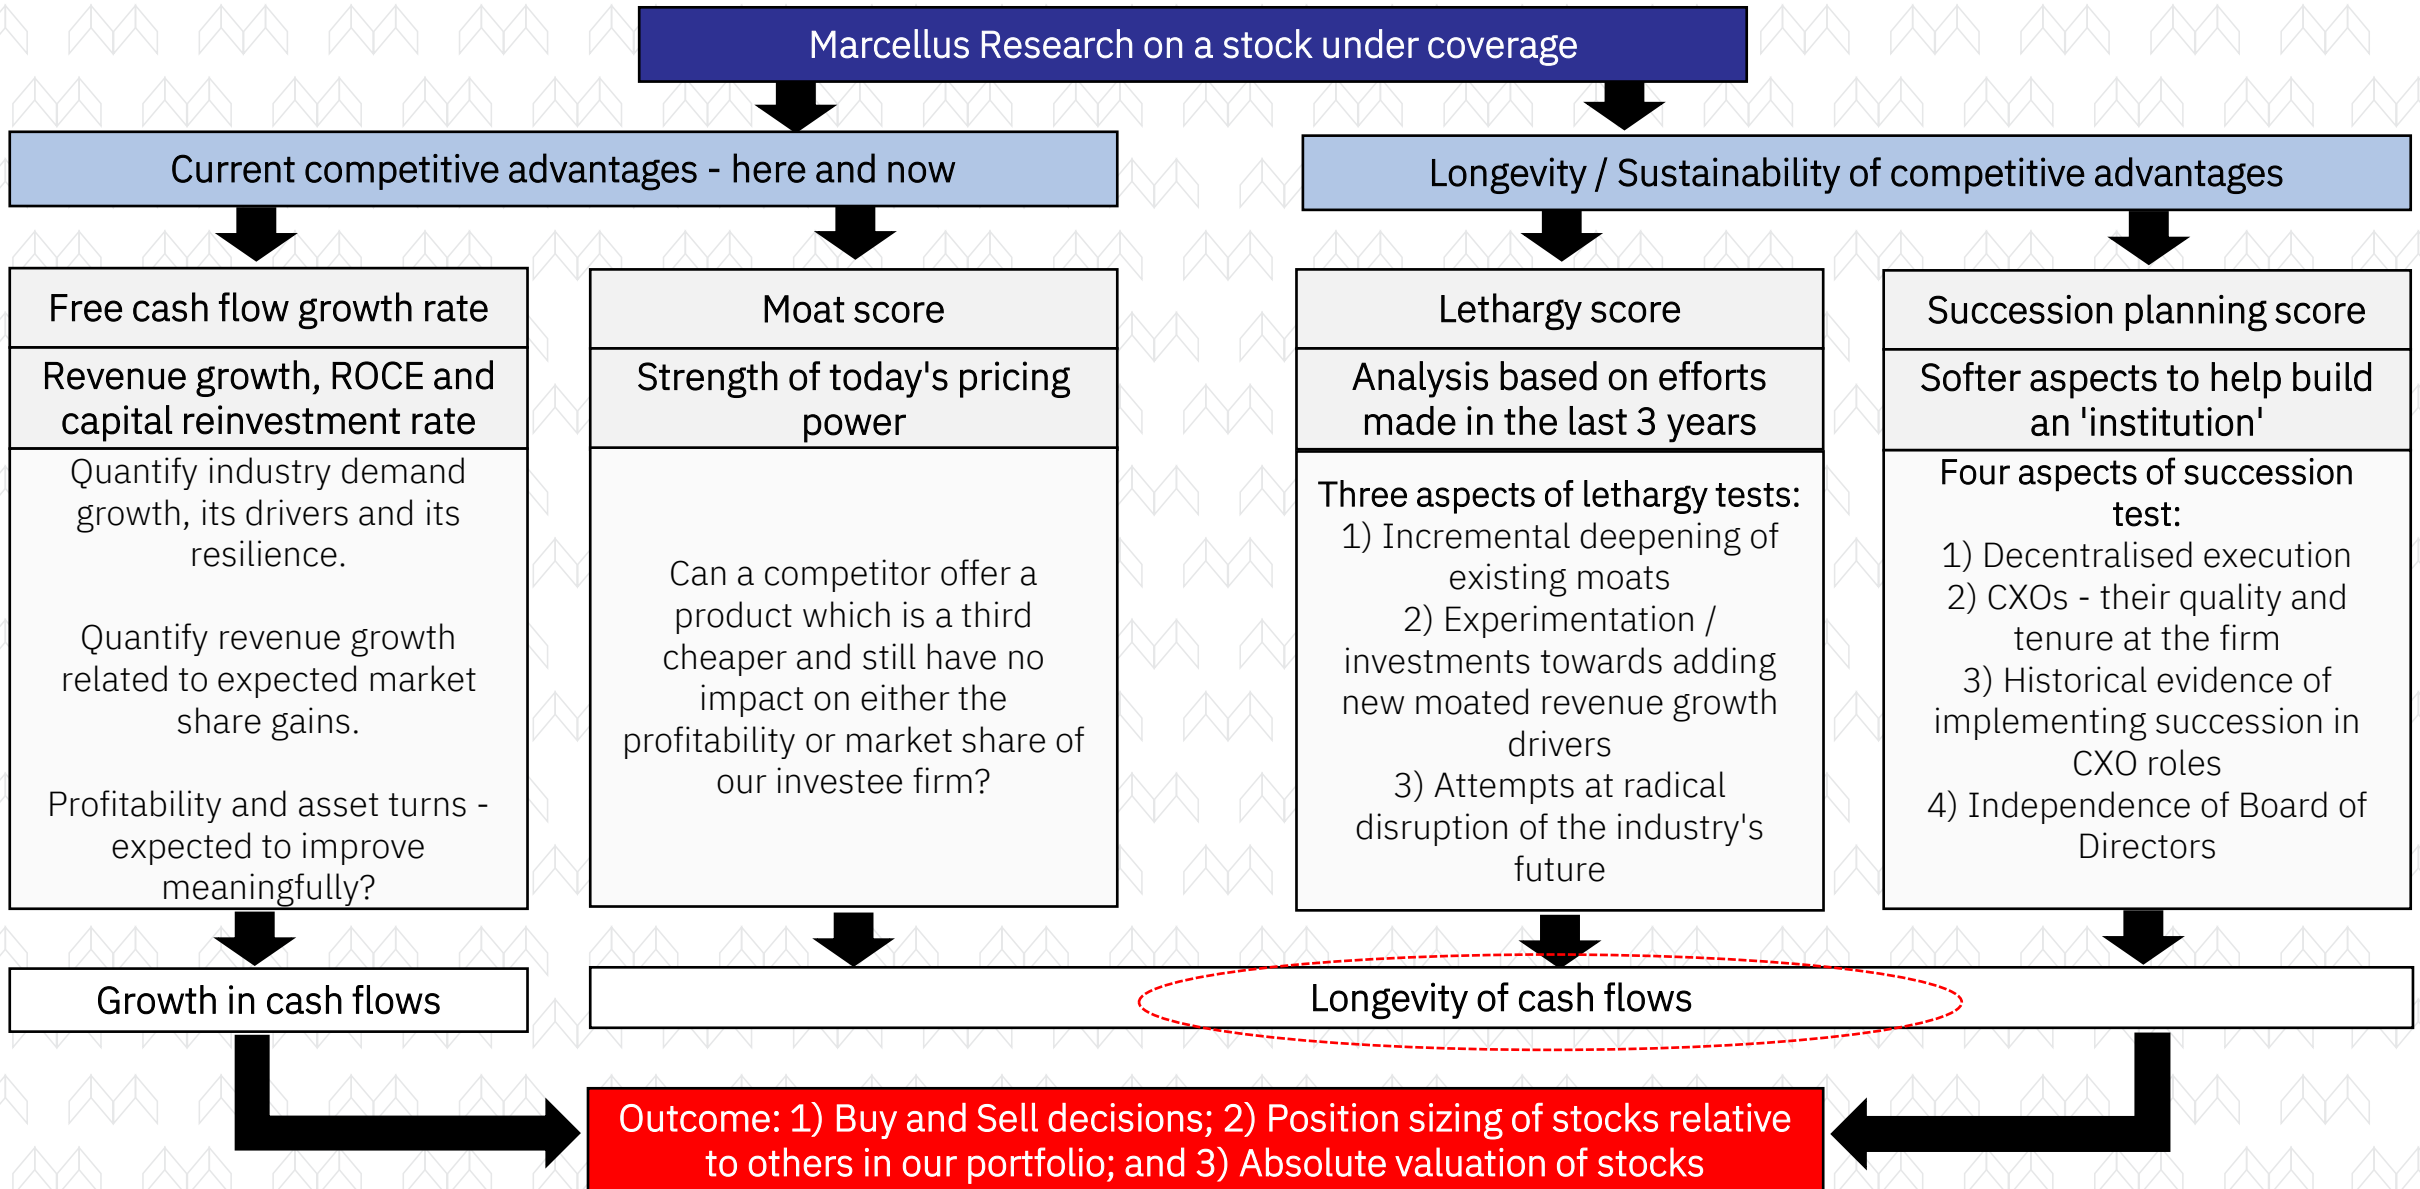 Marcellus Research on a stock under coverage
Current competitive advantages - here and now
Longevity / Sustainability of competitive advantages
Free cash flow growth rate
Revenue growth, ROCE and
capital reinvestment rate
Quantify industry demand
growth, its drivers and its
resilience.
Quantify revenue growth
related to expected market
share gains.
Profitability and asset turns -
expected to improve
meaningfully?
Moat score
Strength of today's pricing
power
Can a competitor offer a
product which is a third
cheaper and still have no
impact on either the
profitability or market share of
our investee firm?
Lethargy score
Analysis based on efforts
made in the last 3 years
Three aspects of lethargy tests:
1) Incremental deepening of
existing moats
2) Experimentation /
investments towards adding
new moated revenue growth
drivers
3) Attempts at radical
disruption of the industry's
future
Succession planning score
Softer aspects to help build
an 'institution'
Four aspects of succession
test:
1) Decentralised execution
2) CXOs - their quality and
tenure at the firm
3) Historical evidence of
implementing succession in
CXO roles
4) Independence of Board of
Directors
Growth in cash flows
Longevity of cash flows
Outcome: 1) Buy and Sell decisions; 2) Position sizing of stocks relative
to others in our portfolio; and 3) Absolute valuation of stocks